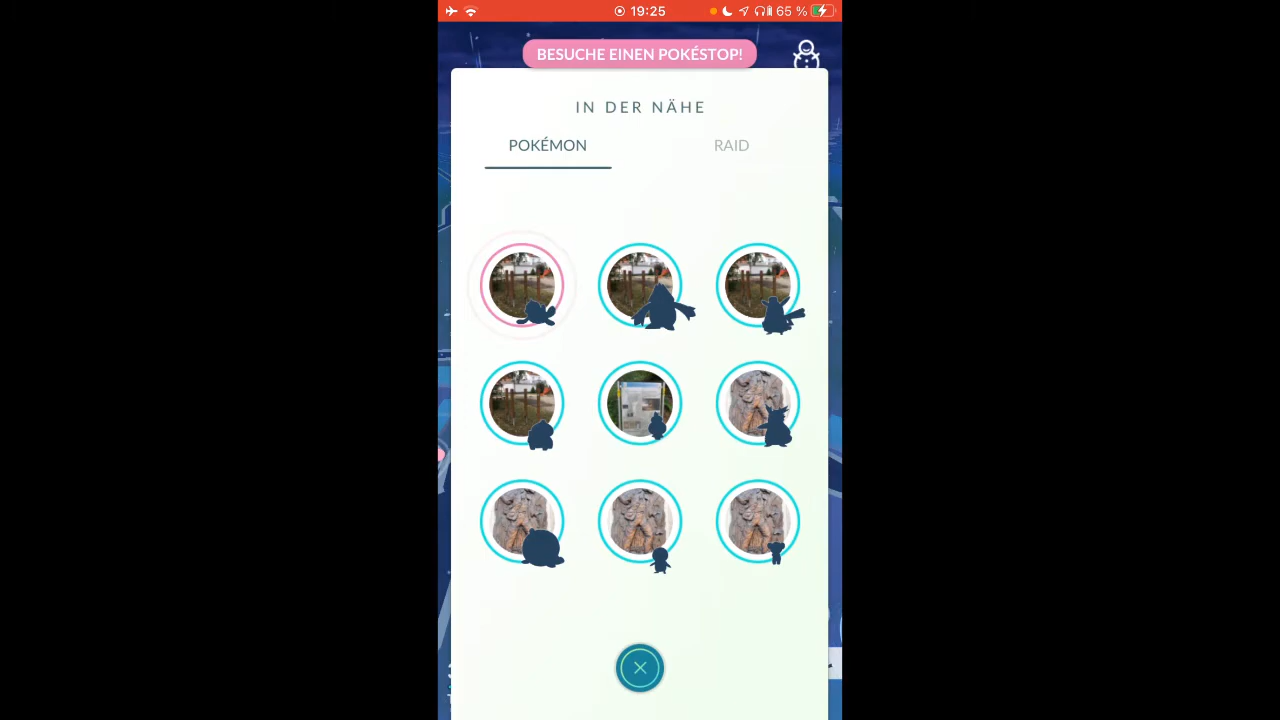 19:25
65 %
BESUCHE EINEN POKÉSTOP!
IN DER NÄHE
POKÉMON
RAID